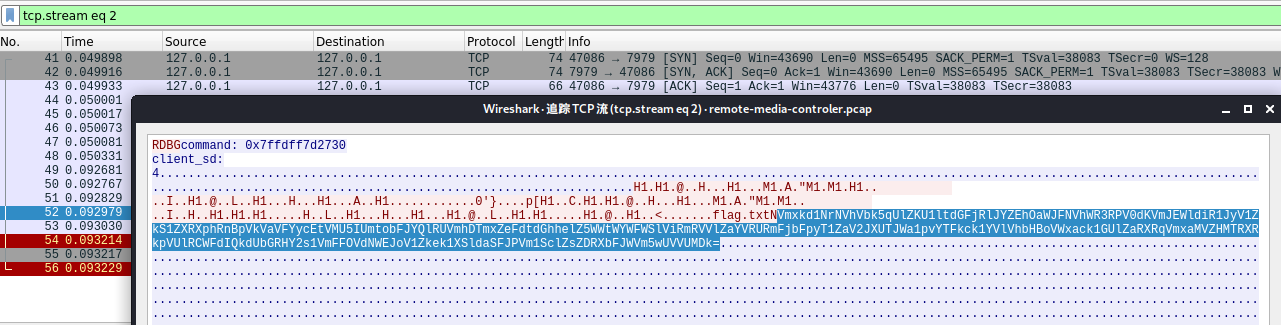 tcp.stream eq 2
No. Time Source Destination Protocol Length Info
41 0.049898 127.0.0.1 127.0.0.1 TCP 74 47086 → 7979 [SYN] Seq=0 Win=43690 Len=0 MSS=65495 SACK_PERM=1 TSval=38083 TSecr=0 WS=128
42 0.049916 127.0.0.1 127.0.0.1 TCP 74 7979 → 47086 [SYN, ACK] Seq=0 Ack=1 Win=43690 Len=0 MSS=65495 SACK_PERM=1 TSval=38083 TSecr=38083 W
43 0.049933 127.0.0.1 127.0.0.1 TCP 66 47086 → 7979 [ACK] Seq=1 Ack=1 Win=43776 Len=0 TSval=38083 TSecr=38083
44 0.050001
45 0.050017
46 0.050073
47 0.050081
48 0.050331
49 0.092681
50 0.092767
51 0.092829
52 0.092979
53 0.093030
54 0.093214
55 0.093217
56 0.093229
Wireshark · 追踪 TCP 流 (tcp.stream eq 2) · remote-media-controler.pcap
RDBGcommand: 0x7ffdff7d2730
client_sd:
4
H1.H1.@..H...H1...M1.A."M1.M1.H1..
..I..H1.@..L..H1...H...H1...A..H1...........0'}....p[H1..C.H1.H1.@..H...H1...M1.A."M1.M1..
..I..H..H1.H1.H1.....H..L..H1...H...H1...H1.@..L..H1.H1.....H1.@..H1..<.......flag.txtNVmxkd1NrNVhVbk5qUlZKU1ltdGFjRlJYZEhOaWJFNVhWR3RPV0dKVmJEWldiR1JyV1Z
kS1ZXRXphRnBpVkVaVFYycEtVMU5IUmtobFJYQlRUVmhDTmxZeFdtdGhhelZ5WWtWYWFWSlViRmRVVlZaYVRURmFjbFpyT1ZaV2JXUTJWa1pvYTFkck1YVlVhbHBoVWxack1GUlZaRXRqVmxaMVZHMTRXR
kpVUlRCWFdIQkdUbGRHY2s1VmFFOVdNWEJoV1Zkek1XSldaSFJPVm1SclZsZDRXbFJWVm5wUVVUMDk=